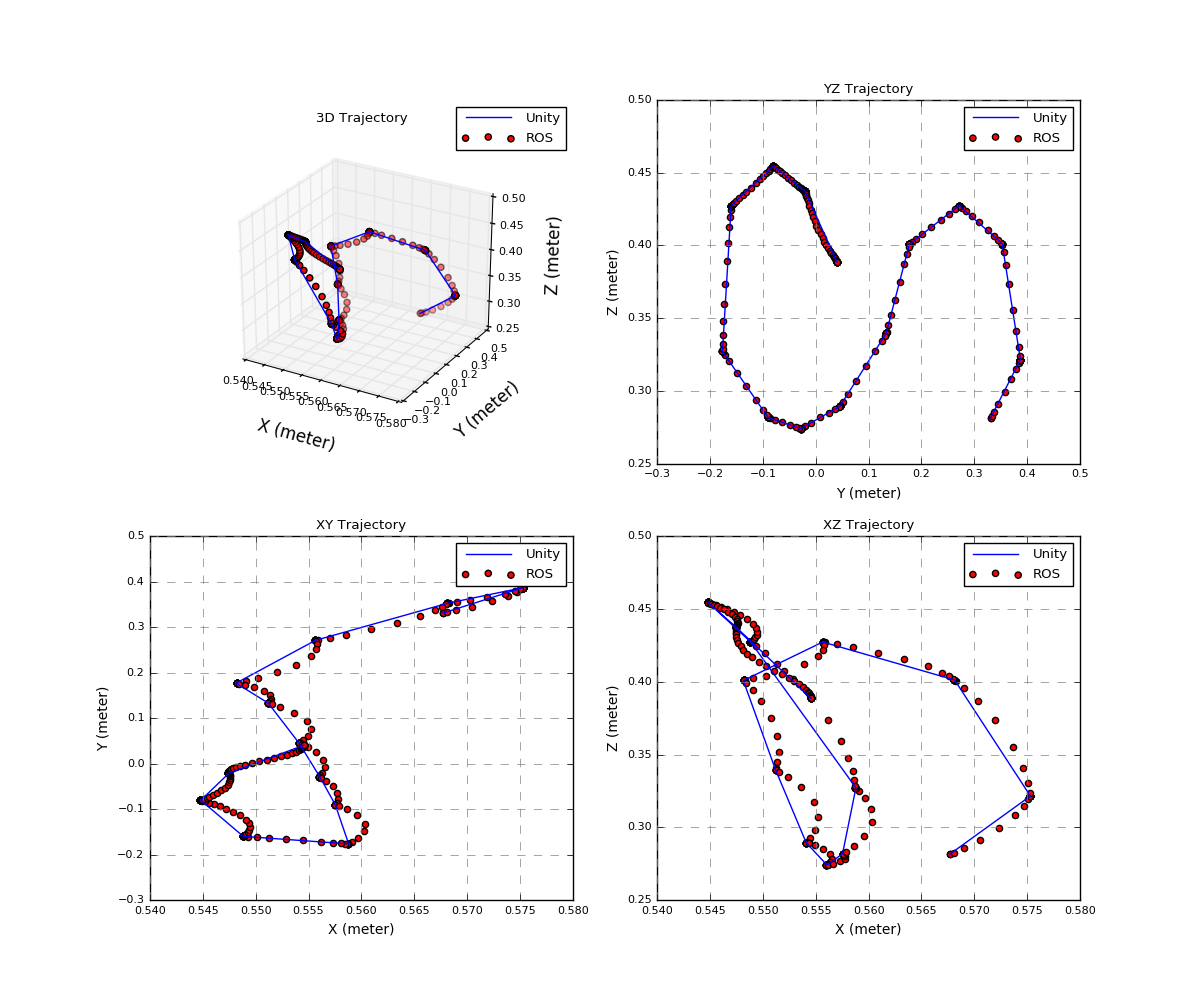 3D Trajectory
Unity
ROS
0.50
0.45
0.40
0.35
0.30
0.25
Z (meter)
0.540
0.545
0.550
0.555
0.560
0.565
0.570
0.575
0.580
X (meter)
−0.3
−0.2
−0.1
0.0
0.1
0.2
0.3
0.4
0.5
Y (meter)
YZ Trajectory
Unity
ROS
0.50
0.45
0.40
0.35
0.30
0.25
Z (meter)
−0.3 −0.2 −0.1 0.0 0.1 0.2 0.3 0.4 0.5
Y (meter)
XY Trajectory
Unity
ROS
0.5
0.4
0.3
0.2
0.1
0.0
−0.1
−0.2
−0.3
Y (meter)
0.540 0.545 0.550 0.555 0.560 0.565 0.570 0.575 0.580
X (meter)
XZ Trajectory
Unity
ROS
0.50
0.45
0.40
0.35
0.30
0.25
Z (meter)
0.540 0.545 0.550 0.555 0.560 0.565 0.570 0.575 0.580
X (meter)